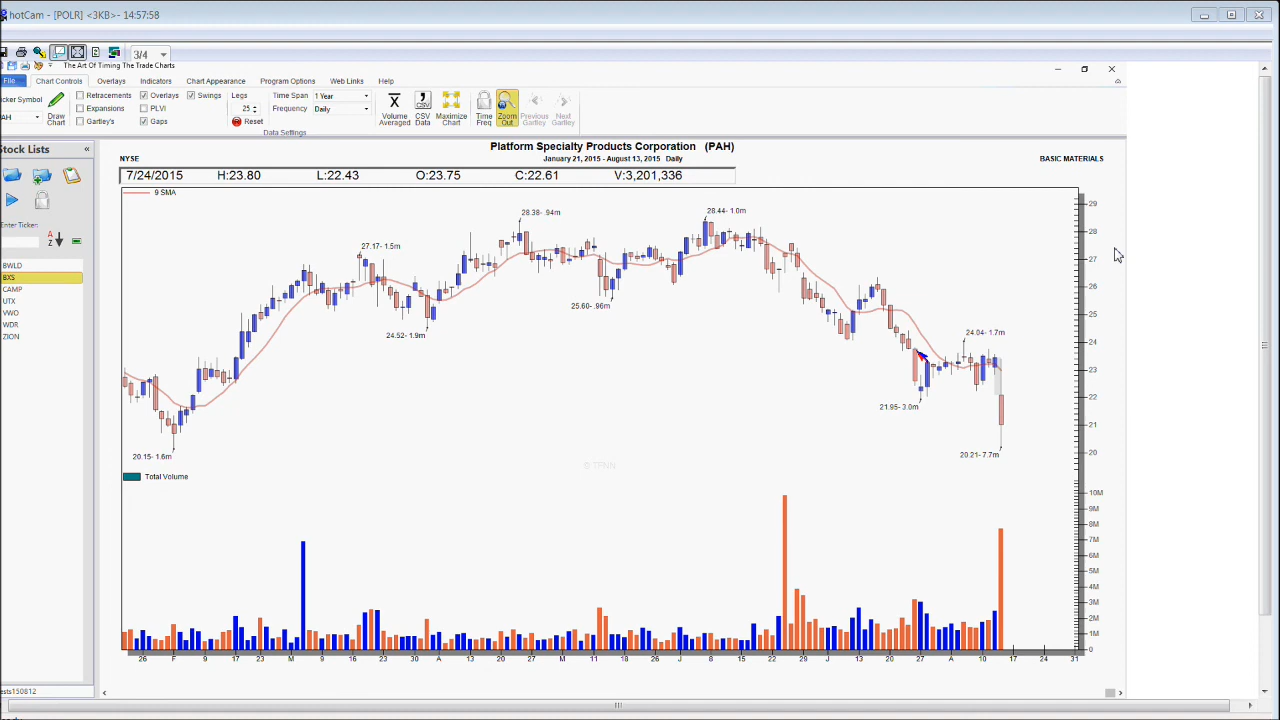 hotCam - [POLR] <3KB>- 14:57:58
3/4
The Art Of Timing The Trade Charts
File Chart Controls Overlays Indicators Chart Appearance Program Options Web Links Help
icker Symbol
AH
Draw Chart
Retracements Overlays Swings
Expansions PLVI
Gartley's Gaps
Legs
25
Reset
Time Span 1 Year
Frequency Daily
Volume Averaged
CSV
CSV Data
Maximize Chart
Time Freq
Zoom Out
Previous Gartley
Next Gartley
Data Settings
Stock Lists «
Enter Ticker:
A
Z
BWLD
BXS
CAMP
UTX
VWO
WDR
ZION
ests150812
Platform Specialty Products Corporation (PAH)
NYSE January 21, 2015 - August 13, 2015 Daily BASIC MATERIALS
7/24/2015 H:23.80 L:22.43 O:23.75 C:22.61 V:3,201,336
9 SMA
28.38- .94m
28.44- 1.0m
27.17- 1.5m
25.60- .96m
24.52- 1.9m
24.04- 1.7m
21.95- 3.0m
20.15- 1.6m
20.21- 7.7m
29
28
27
26
25
24
23
22
21
20
© TFNN
Total Volume
10M
9M
8M
7M
6M
5M
4M
3M
2M
1M
0
26 F 9 17 23 M 9 16 23 30 A 13 20 27 M 11 18 26 J 8 15 22 29 J 13 20 27 A 10 17 24 31